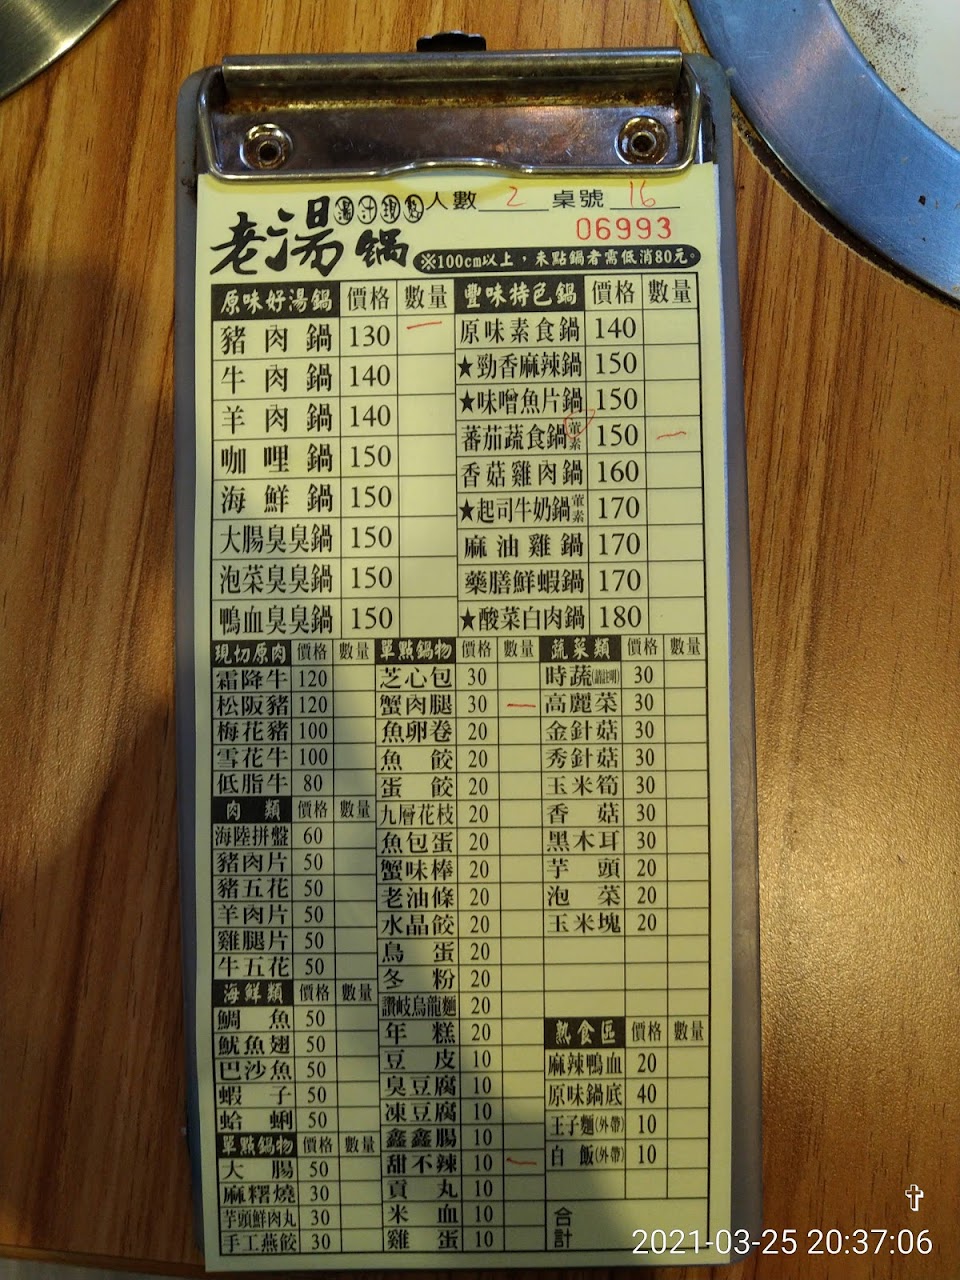 老湯鍋 湯汁調製 人數 2 桌號 16
06993
※100cm以上，未點鍋者需低消80元。
原味好湯鍋 價格 數量
豬肉鍋 130 一
牛肉鍋 140
羊肉鍋 140
咖哩鍋 150
海鮮鍋 150
大腸臭臭鍋 150
泡菜臭臭鍋 150
鴨血臭臭鍋 150
豐味特色鍋 價格 數量
原味素食鍋 140
★勁香麻辣鍋 150
★味噌魚片鍋 150
蕃茄蔬食鍋 葷素 150 一
香菇雞肉鍋 160
★起司牛奶鍋 葷素 170
麻油雞鍋 170
藥膳鮮蝦鍋 170
★酸菜白肉鍋 180
現切原肉 價格 數量
霜降牛 120
松阪豬 120
梅花豬 100
雪花牛 100
低脂牛 80
肉類 價格 數量
海陸拼盤 60
豬肉片 50
豬五花 50
羊肉片 50
雞腿片 50
牛五花 50
海鮮類 價格 數量
鯛魚 50
魷魚翅 50
巴沙魚 50
蝦子 50
蛤蜊 50
單點鍋物 價格 數量
大腸 50
麻糬燒 30
芋頭鮮肉丸 30
手工燕餃 30
單點鍋物 價格 數量
芝心包 30
蟹肉腿 30 一
魚卵卷 20
魚餃 20
蛋餃 20
九層花枝 20
魚包蛋 20
蟹味棒 20
老油條 20
水晶餃 20
鳥蛋 20
冬粉 20
讚岐烏龍麵 20
年糕 20
豆皮 10
臭豆腐 10
凍豆腐 10
鑫鑫腸 10
甜不辣 10 一
貢丸 10
米血 10
雞蛋 10
蔬菜類 價格 數量
時蔬(請註明) 30
高麗菜 30
金針菇 30
秀針菇 30
玉米筍 30
香菇 30
黑木耳 30
芋頭 20
泡菜 20
玉米塊 20
熟食區 價格 數量
麻辣鴨血 20
原味鍋底 40
王子麵(外帶) 10
白飯(外帶) 10
合計
2021-03-25 20:37:06